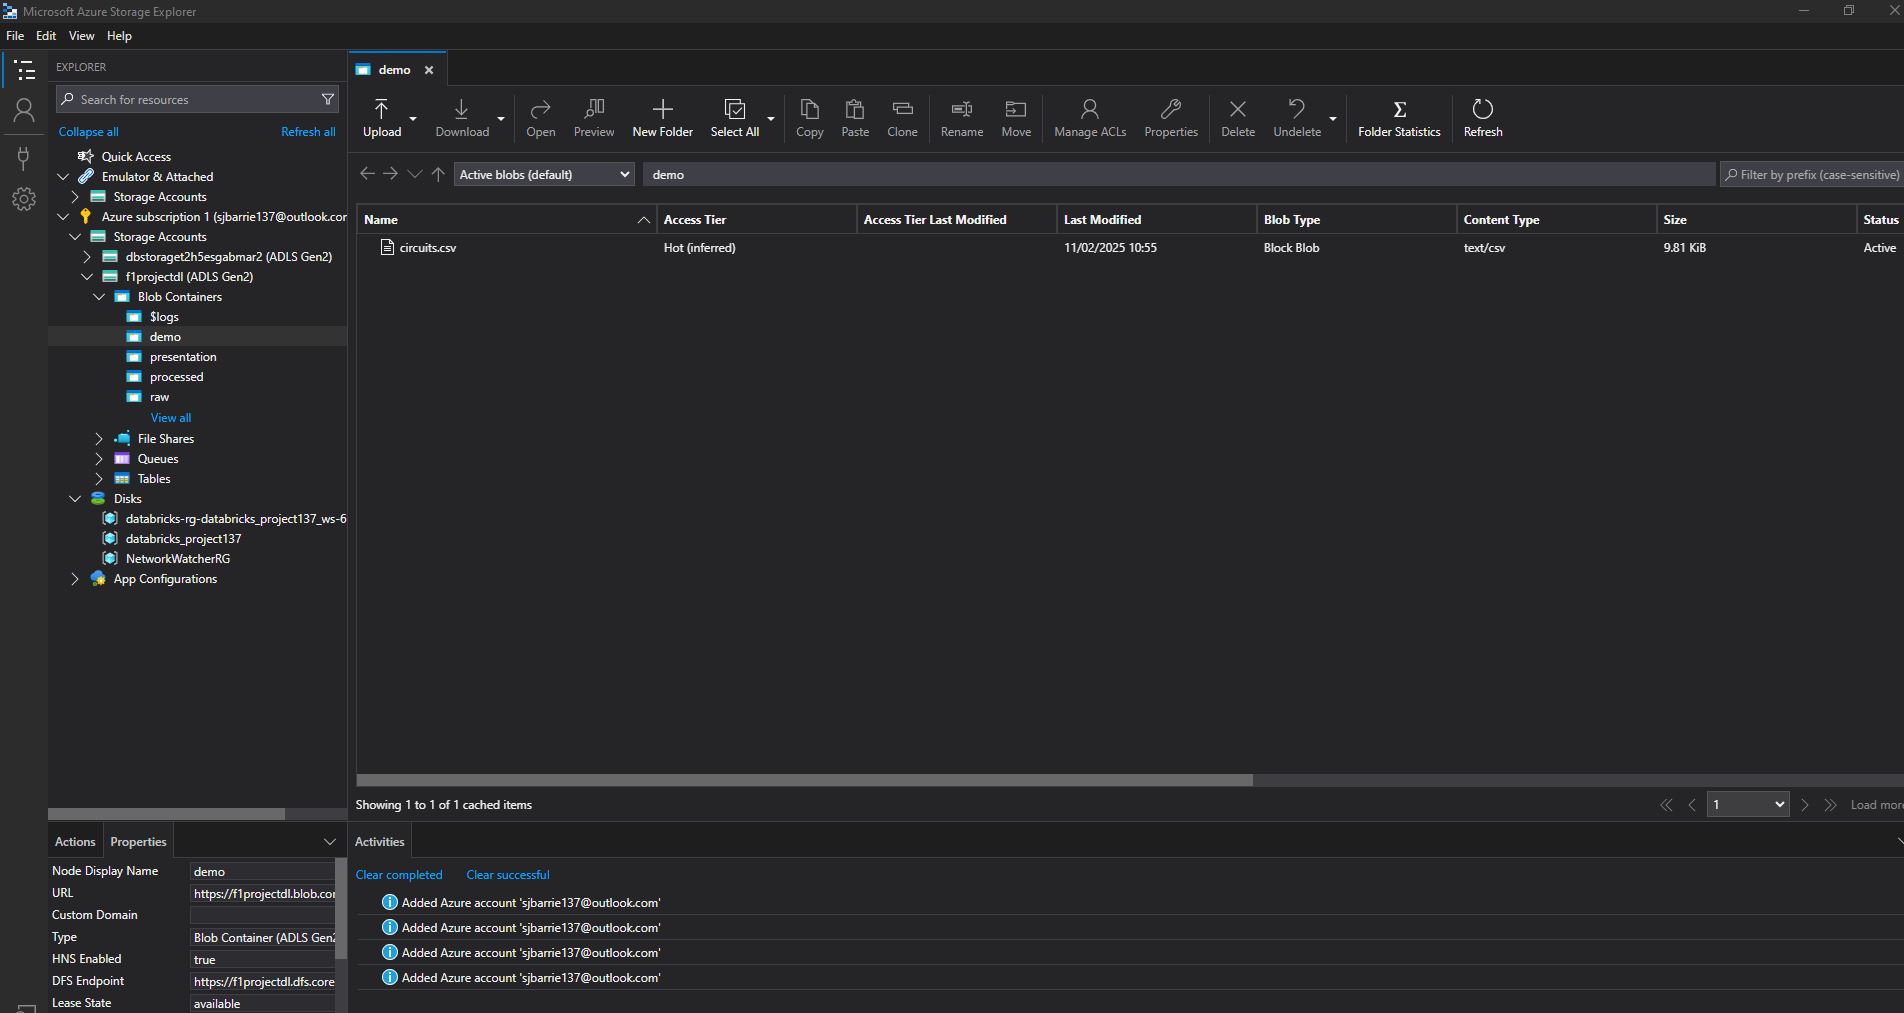 Microsoft Azure Storage Explorer
File Edit View Help
EXPLORER
Search for resources
Collapse all Refresh all
Quick Access
Emulator & Attached
Storage Accounts
Azure subscription 1 (sjbarrie137@outlook.cor
Storage Accounts
dbstoraget2h5esgabmar2 (ADLS Gen2)
f1projectdl (ADLS Gen2)
Blob Containers
$logs
demo
presentation
processed
raw
View all
File Shares
Queues
Tables
Disks
databricks-rg-databricks_project137_ws-6
databricks_project137
NetworkWatcherRG
App Configurations
demo
Upload Download Open Preview New Folder Select All Copy Paste Clone Rename Move Manage ACLs Properties Delete Undelete Folder Statistics Refresh
Active blobs (default) demo Filter by prefix (case-sensitive)
Name Access Tier Access Tier Last Modified Last Modified Blob Type Content Type Size Status
circuits.csv Hot (inferred) 11/02/2025 10:55 Block Blob text/csv 9.81 KiB Active
Showing 1 to 1 of 1 cached items
1 Load more
Actions Properties
Node Display Name demo
URL https://f1projectdl.blob.cor
Custom Domain
Type Blob Container (ADLS Gen2
HNS Enabled true
DFS Endpoint https://f1projectdl.dfs.core
Lease State available
Activities
Clear completed Clear successful
Added Azure account 'sjbarrie137@outlook.com'
Added Azure account 'sjbarrie137@outlook.com'
Added Azure account 'sjbarrie137@outlook.com'
Added Azure account 'sjbarrie137@outlook.com'